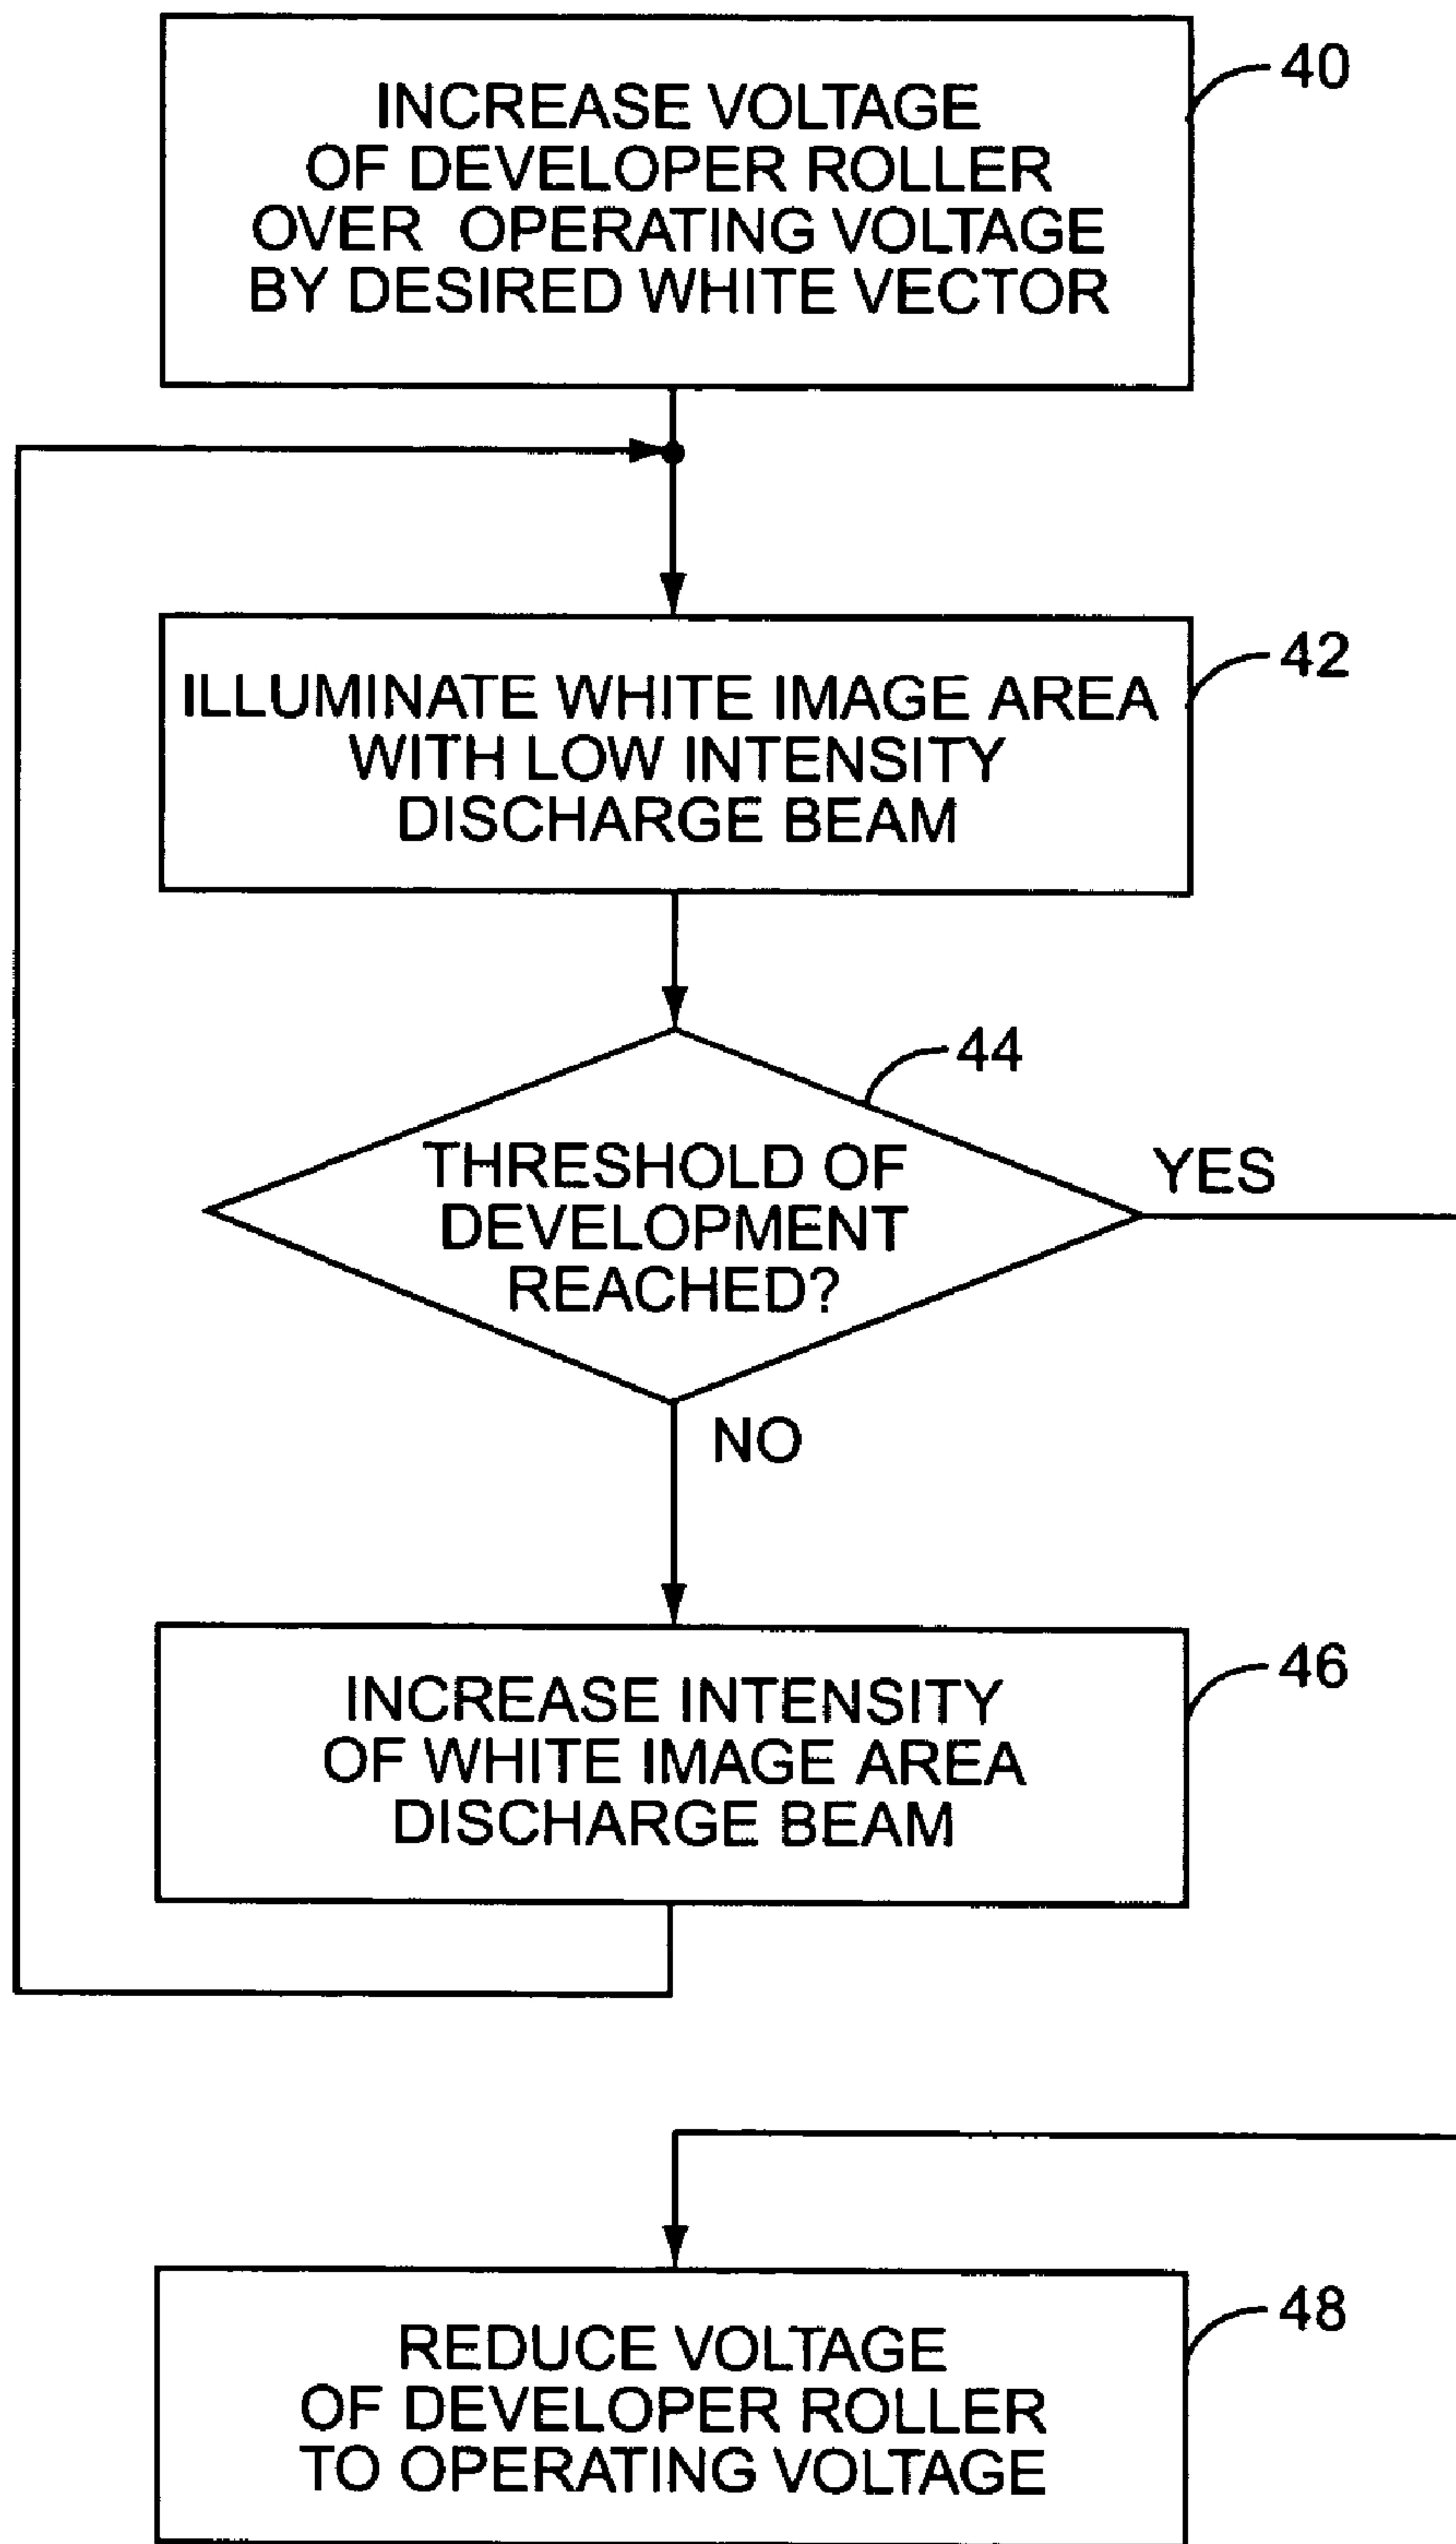 40
INCREASE VOLTAGE
OF DEVELOPER ROLLER
OVER OPERATING VOLTAGE
BY DESIRED WHITE VECTOR
42
ILLUMINATE WHITE IMAGE AREA
WITH LOW INTENSITY
DISCHARGE BEAM
44
THRESHOLD OF
DEVELOPMENT
REACHED?
YES
NO
46
INCREASE INTENSITY
OF WHITE IMAGE AREA
DISCHARGE BEAM
48
REDUCE VOLTAGE
OF DEVELOPER ROLLER
TO OPERATING VOLTAGE